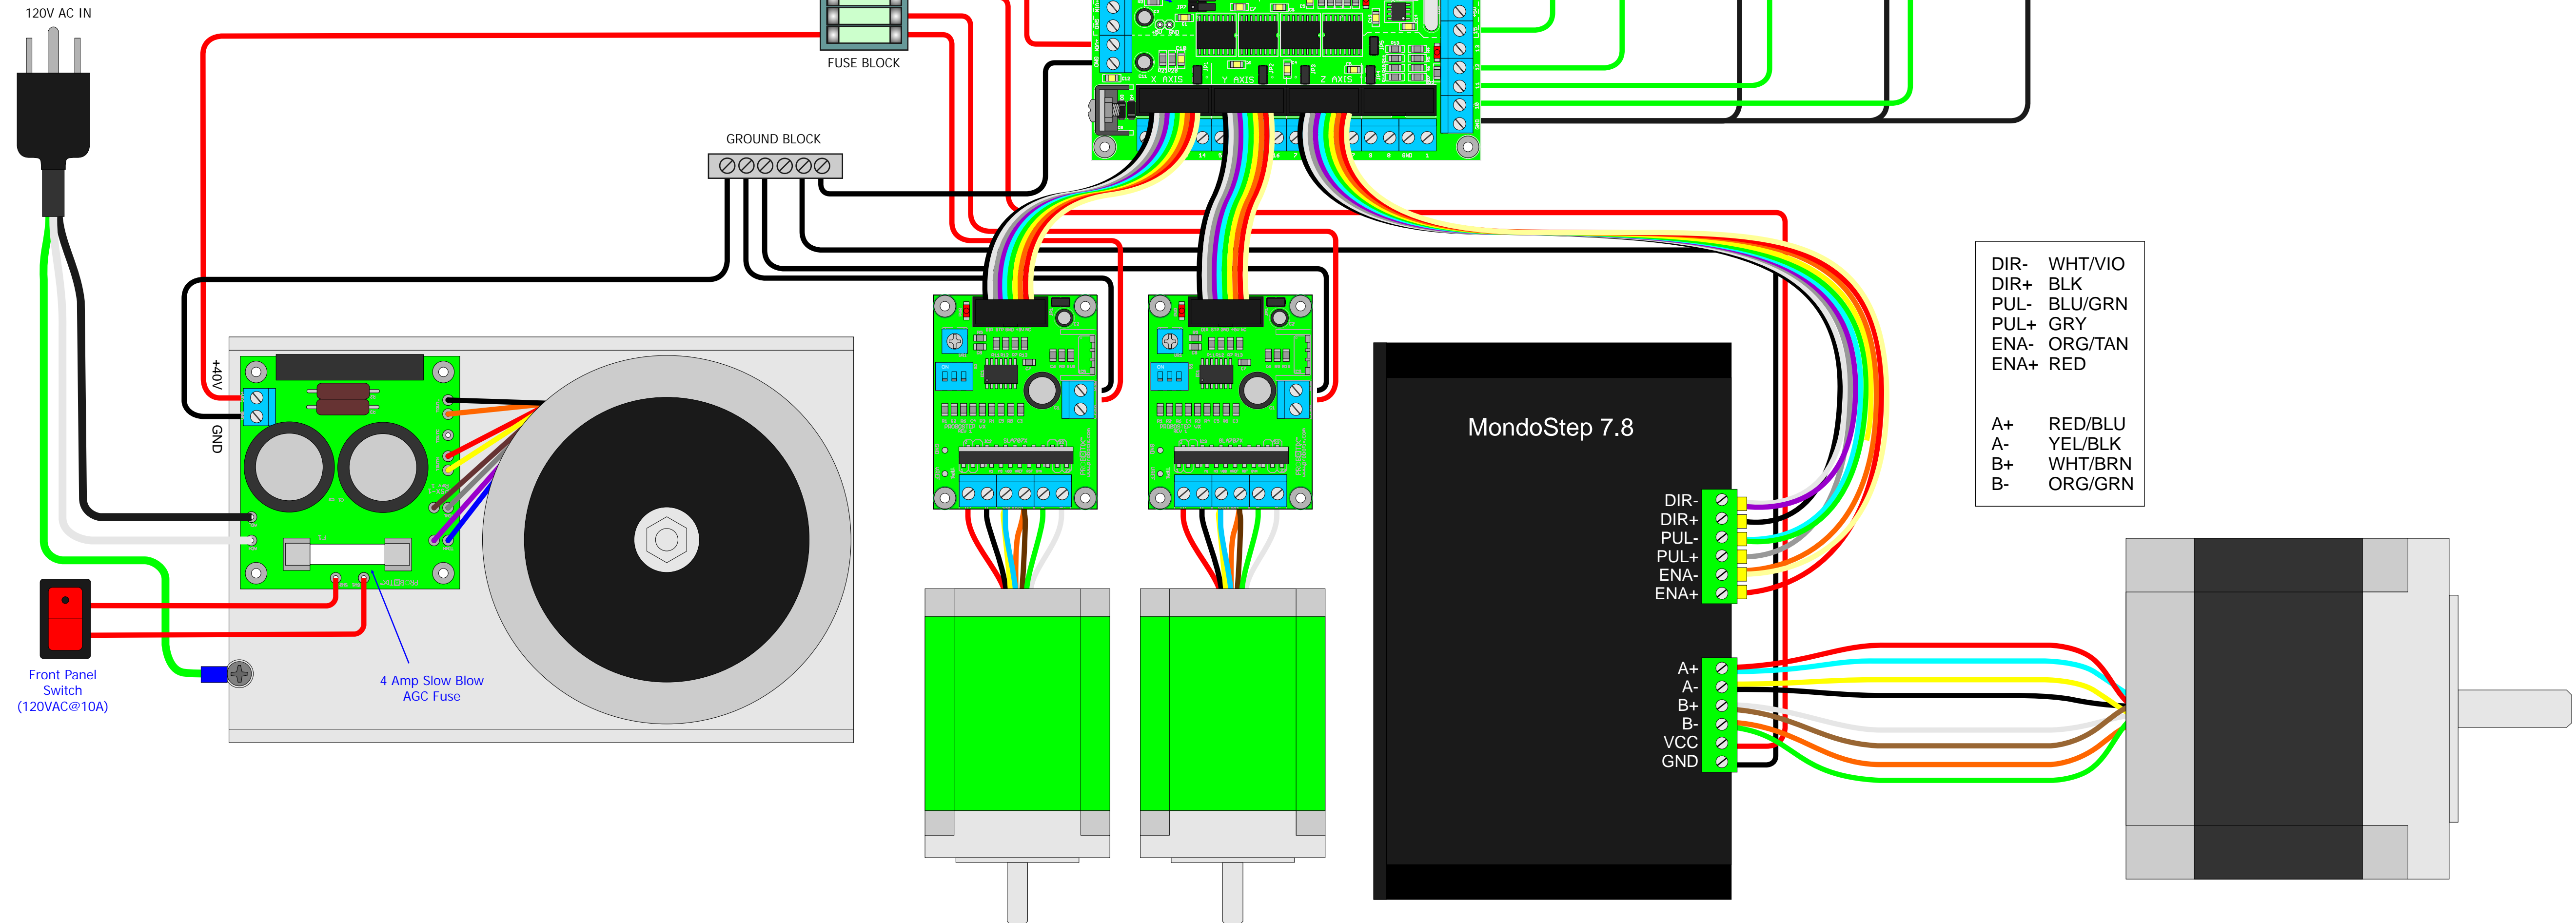 120V AC IN
FUSE BLOCK
GROUND BLOCK
X AXIS
Y AXIS
Z AXIS
+40V
GND
4 Amp Slow Blow
AGC Fuse
Front Panel
Switch
(120VAC@10A)
ON
ON
MondoStep 7.8
DIR-
DIR+
PUL-
PUL+
ENA-
ENA+
A+
A-
B+
B-
VCC
GND
DIR- WHT/VIO
DIR+ BLK
PUL- BLU/GRN
PUL+ GRY
ENA- ORG/TAN
ENA+ RED
A+ RED/BLU
A- YEL/BLK
B+ WHT/BRN
B- ORG/GRN